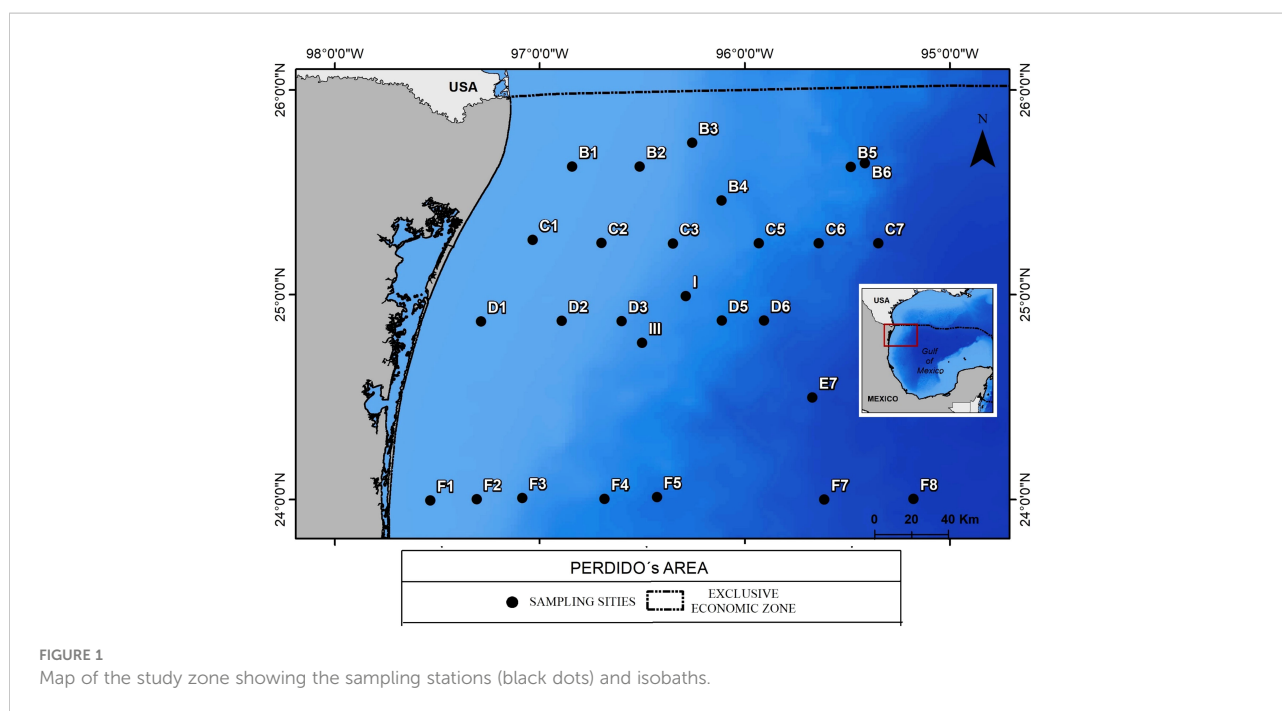 98°0'0"W 97°0'0"W 96°0'0"W 95°0'0"W
26°0'0"N 26°0'0"N
USA
N
B3
B1 B2 B5
B6
B4
C1 C2 C3 C5 C6 C7
I
25°0'0"N 25°0'0"N
D1 D2 D3 D5 D6
III
USA
Gulf
of
Mexico
MEXICO
E7
F1 F2 F3 F4 F5 F7 F8
24°0'0"N 24°0'0"N
0 20 40 Km
PERDIDO´s AREA
SAMPLING SITIES EXCLUSIVE
ECONOMIC ZONE
FIGURE 1
Map of the study zone showing the sampling stations (black dots) and isobaths.